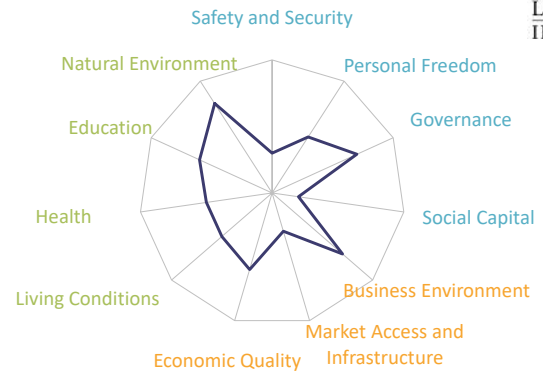 Safety and Security
Natural Environment
Personal Freedom
Education
Governance
Health
Social Capital
Living Conditions
Business Environment
Market Access and
Infrastructure
Economic Quality